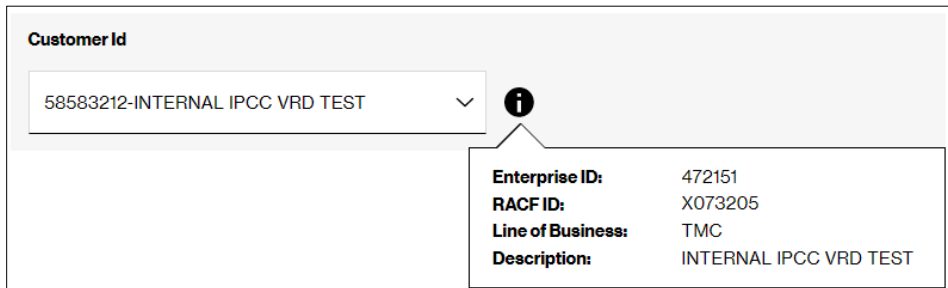 Customer Id
58583212-INTERNAL IPCC VRD TEST
Enterprise ID: 472151
RACF ID: X073205
Line of Business: TMC
Description: INTERNAL IPCC VRD TEST